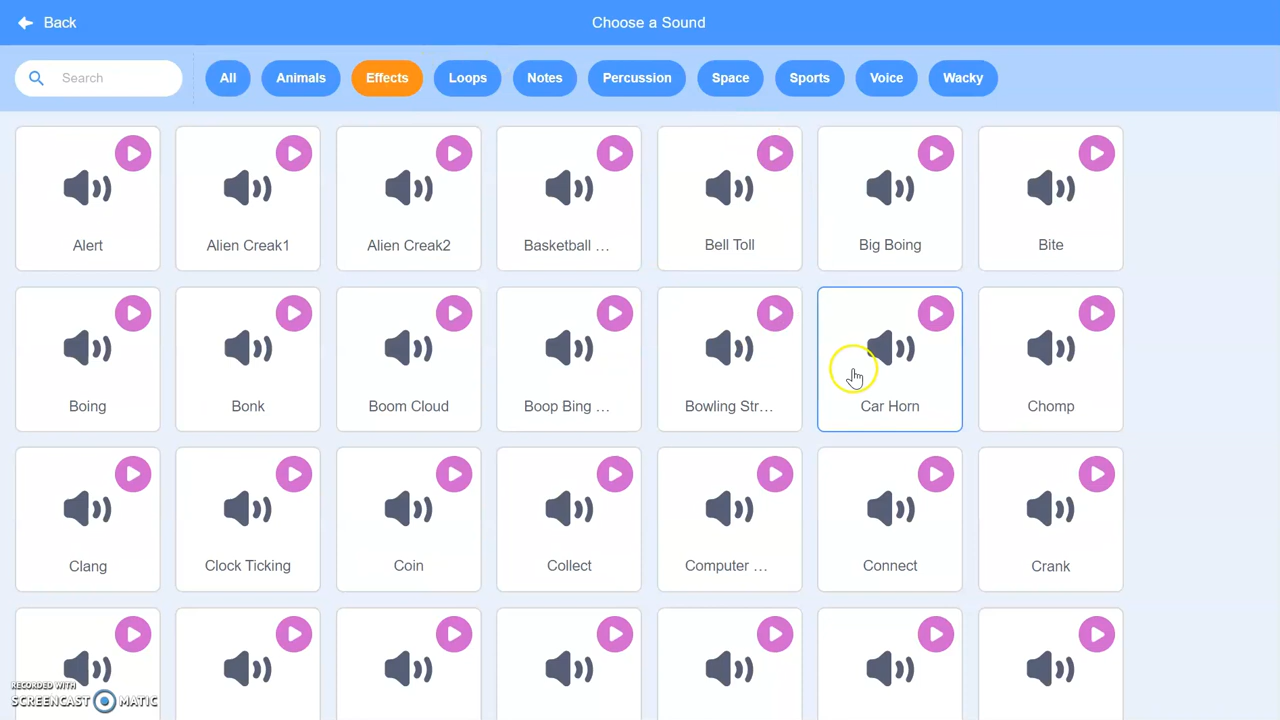 Back
Choose a Sound
Search
All
Animals
Effects
Loops
Notes
Percussion
Space
Sports
Voice
Wacky
Alert
Alien Creak1
Alien Creak2
Basketball ...
Bell Toll
Big Boing
Bite
Boing
Bonk
Boom Cloud
Boop Bing ...
Bowling Str...
Car Horn
Chomp
Clang
Clock Ticking
Coin
Collect
Computer ...
Connect
Crank
RECORDED WITH
SCREENCAST MATIC